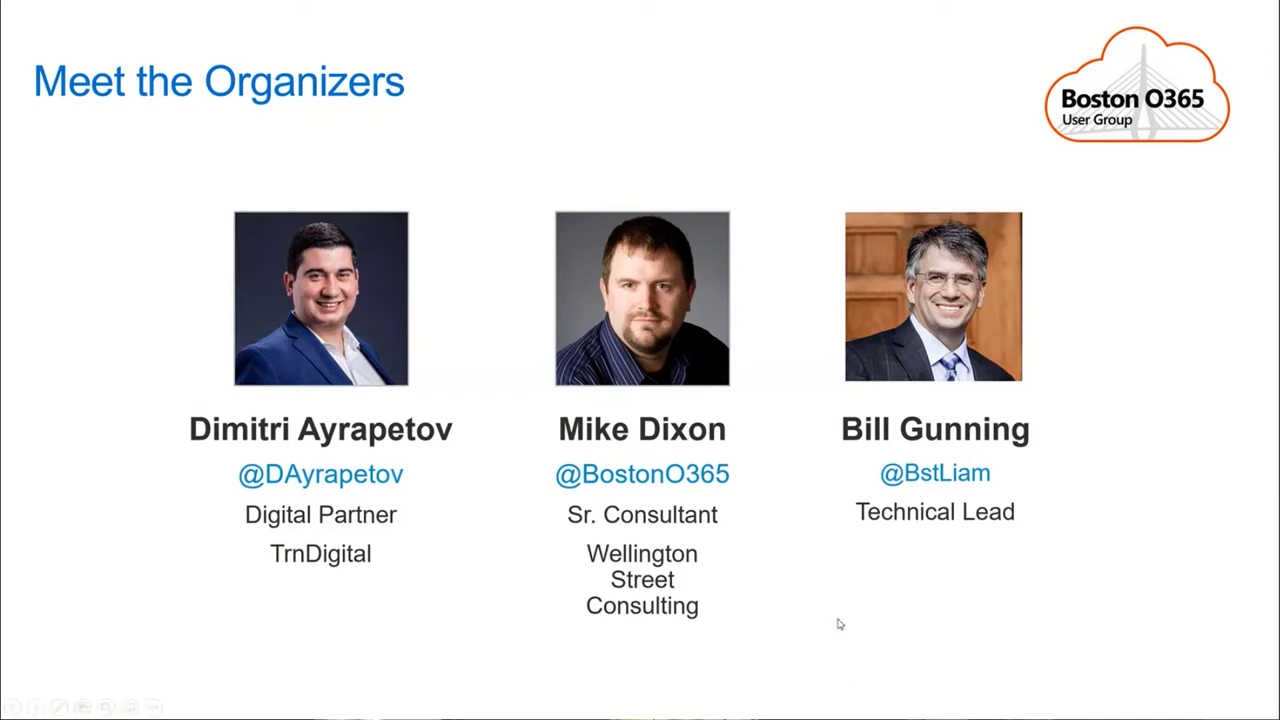 Meet the Organizers
Boston O365
User Group
Dimitri Ayrapetov
@DAyrapetov
Digital Partner
TrnDigital
Mike Dixon
@BostonO365
Sr. Consultant
Wellington
Street
Consulting
Bill Gunning
@BstLiam
Technical Lead